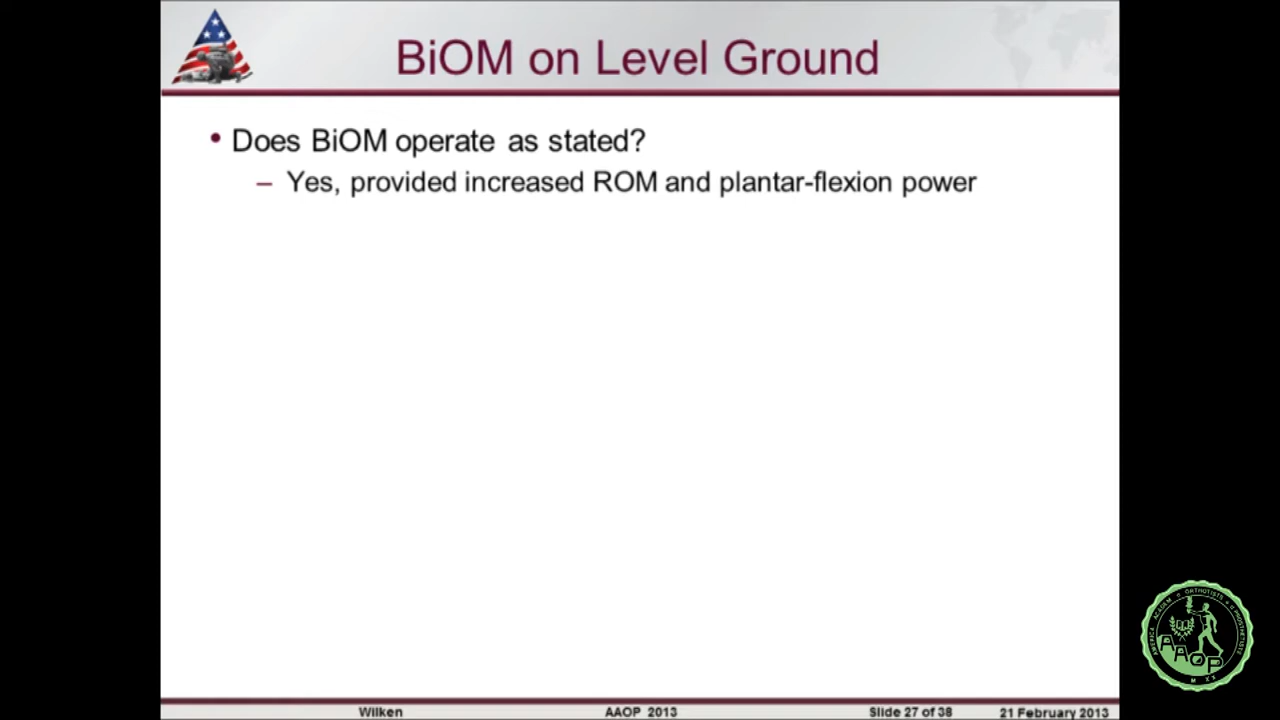 BiOM on Level Ground
• Does BiOM operate as stated?
– Yes, provided increased ROM and plantar-flexion power
Wilken AAOP 2013 Slide 27 of 38 21 February 2013
AAOP